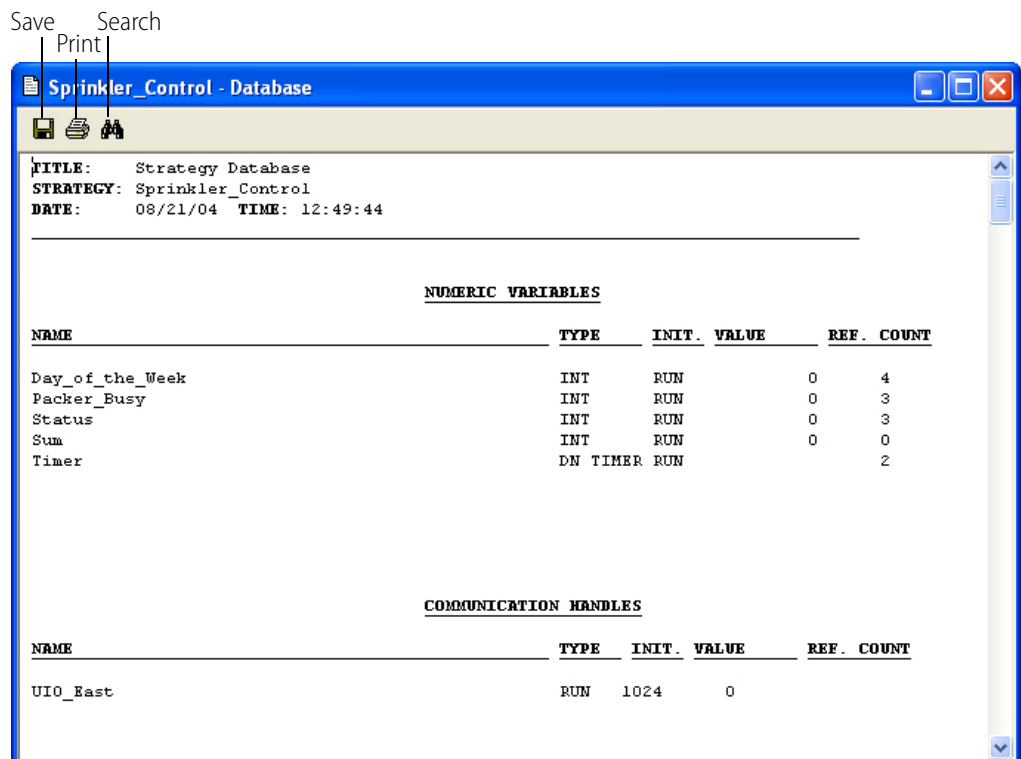 Save Search
Print
Sprinkler_Control - Database
TITLE: Strategy Database
STRATEGY: Sprinkler_Control
DATE: 08/21/04 TIME: 12:49:44
NUMERIC VARIABLES
NAME TYPE INIT. VALUE REF. COUNT
Day_of_the_Week INT RUN 0 4
Packer_Busy INT RUN 0 3
Status INT RUN 0 3
Sum INT RUN 0 0
Timer DN TIMER RUN 2
COMMUNICATION HANDLES
NAME TYPE INIT. VALUE REF. COUNT
UIO_East RUN 1024 0